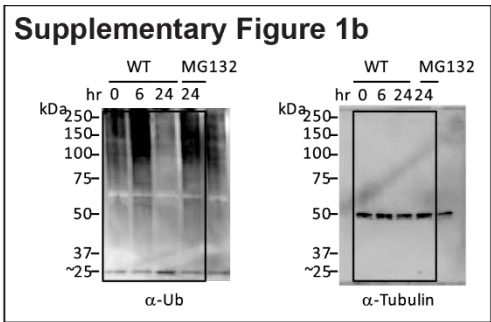 Supplementary Figure 1b
WT MG132
hr 0 6 24 24
kDa
250
150
100
75
50
37
~25
α-Ub
WT MG132
hr 0 6 24 24
kDa
250
150
100
75
50
37
~25
α-Tubulin